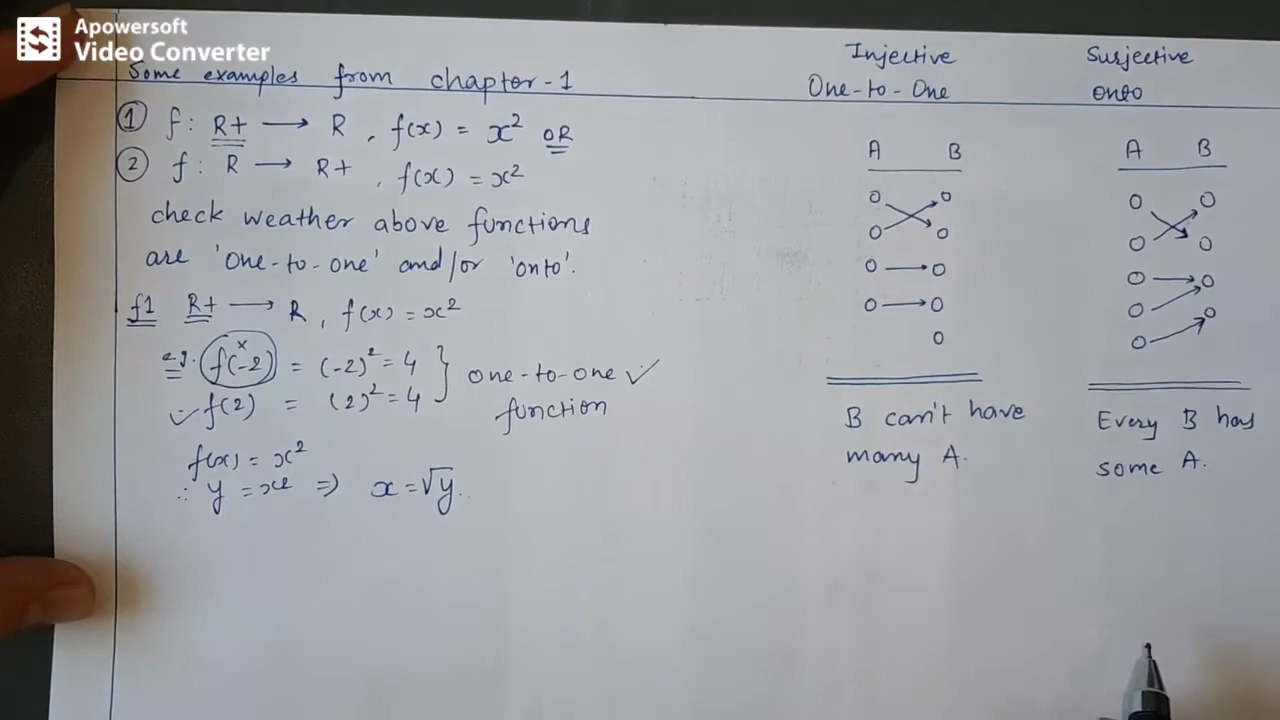 Apowersoft
Video Converter
Some examples from chapter-1
① f: R+ → R, f(x) = x² OR
② f: R → R+, f(x) = x²
check weather above functions
are 'one-to-one' and/or 'onto'.
f1 R+ → R, f(x) = x²
e.g. f(-2) = (-2)² = 4
x
✓ f(2) = (2)² = 4
} one-to-one ✓
function
f(x) = x²
∴ y = x² ⇒ x = √y.
Injective
One-to-One
A B
B can't have
many A.
Surjective
onto
A B
Every B has
some A.